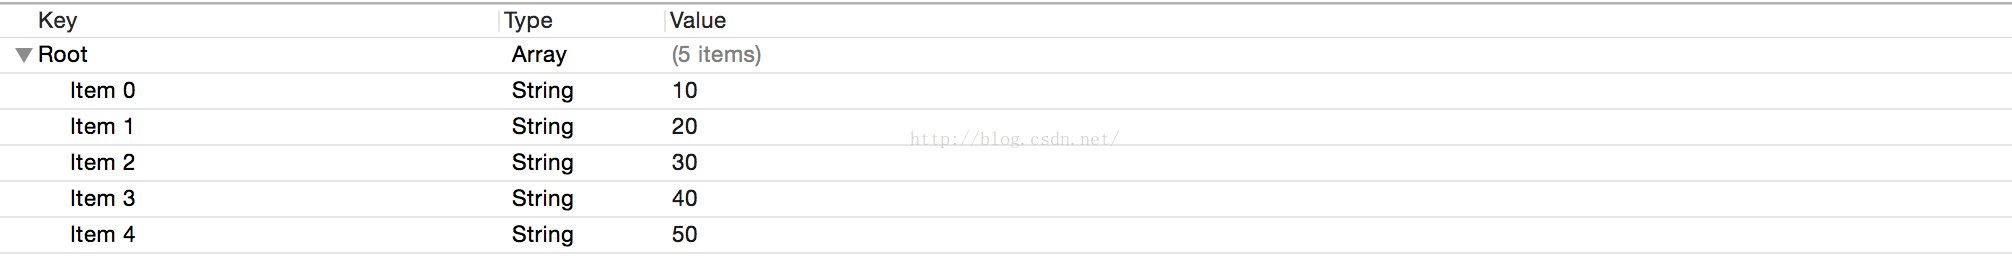 Key Type Value
Root Array (5 items)
Item 0 String 10
Item 1 String 20
http://blog.csdn.net/
Item 2 String 30
Item 3 String 40
Item 4 String 50